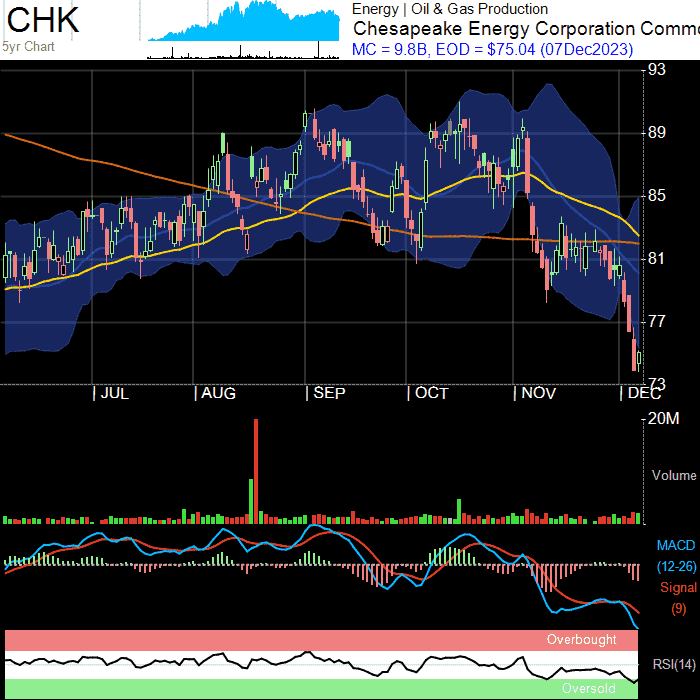 CHK
5yr Chart
Energy | Oil & Gas Production
Chesapeake Energy Corporation Commo
MC = 9.8B, EOD = $75.04 (07Dec2023)
93
89
85
81
77
73
JUL AUG SEP OCT NOV DEC
20M
Volume
MACD
(12-26)
Signal
(9)
Overbought
RSI(14)
Oversold